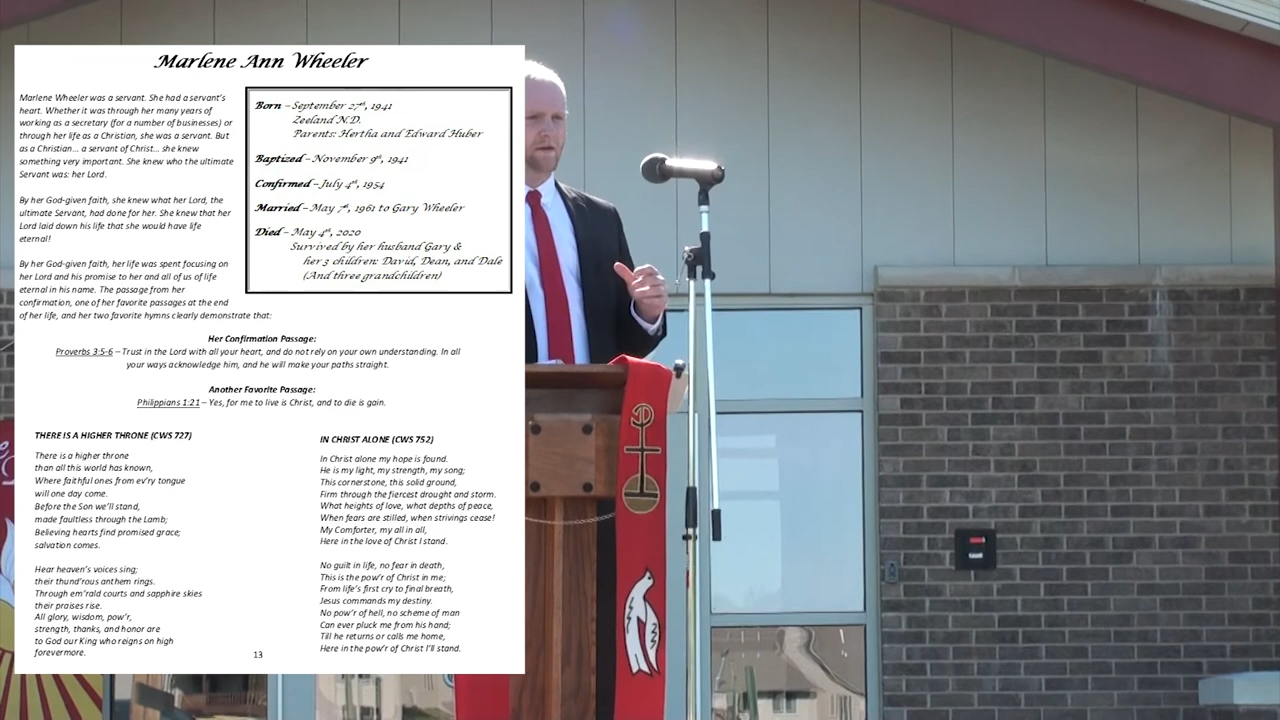 Marlene Ann Wheeler
Marlene Wheeler was a servant. She had a servant's
heart. Whether it was through her many years of
working as a secretary (for a number of businesses) or
through her life as a Christian, she was a servant. But
as a Christian... a servant of Christ... she knew
something very important. She knew who the ultimate
Servant was: her Lord.
By her God-given faith, she knew what her Lord, the
ultimate Servant, had done for her. She knew that her
Lord laid down his life that she would have life
eternal!
By her God-given faith, her life was spent focusing on
her Lord and his promise to her and all of us of life
eternal in his name. The passage from her
confirmation, one of her favorite passages at the end
of her life, and her two favorite hymns clearly demonstrate that:
Born – September 27th, 1941
Zeeland N.D.
Parents: Hertha and Edward Huber
Baptized – November 9th, 1941
Confirmed – July 4th, 1954
Married – May 7th, 1961 to Gary Wheeler
Died – May 4th, 2020
Survived by her husband Gary &
her 3 children: David, Dean, and Dale
(And three grandchildren)
Her Confirmation Passage:
Proverbs 3:5-6 – Trust in the Lord with all your heart, and do not rely on your own understanding. In all
your ways acknowledge him, and he will make your paths straight.
Another Favorite Passage:
Philippians 1:21 – Yes, for me to live is Christ, and to die is gain.
THERE IS A HIGHER THRONE (CWS 727)
There is a higher throne
than all this world has known,
Where faithful ones from ev'ry tongue
will one day come.
Before the Son we'll stand,
made faultless through the Lamb;
Believing hearts find promised grace;
salvation comes.
Hear heaven's voices sing;
their thund'rous anthem rings.
Through em'rald courts and sapphire skies
their praises rise.
All glory, wisdom, pow'r,
strength, thanks, and honor are
to God our King who reigns on high
forevermore.
IN CHRIST ALONE (CWS 752)
In Christ alone my hope is found.
He is my light, my strength, my song;
This cornerstone, this solid ground,
Firm through the fiercest drought and storm.
What heights of love, what depths of peace,
When fears are stilled, when strivings cease!
My Comforter, my all in all,
Here in the love of Christ I stand.
No guilt in life, no fear in death,
This is the pow'r of Christ in me;
From life's first cry to final breath,
Jesus commands my destiny.
No pow'r of hell, no scheme of man
Can ever pluck me from his hand;
Till he returns or calls me home,
Here in the pow'r of Christ I'll stand.
13